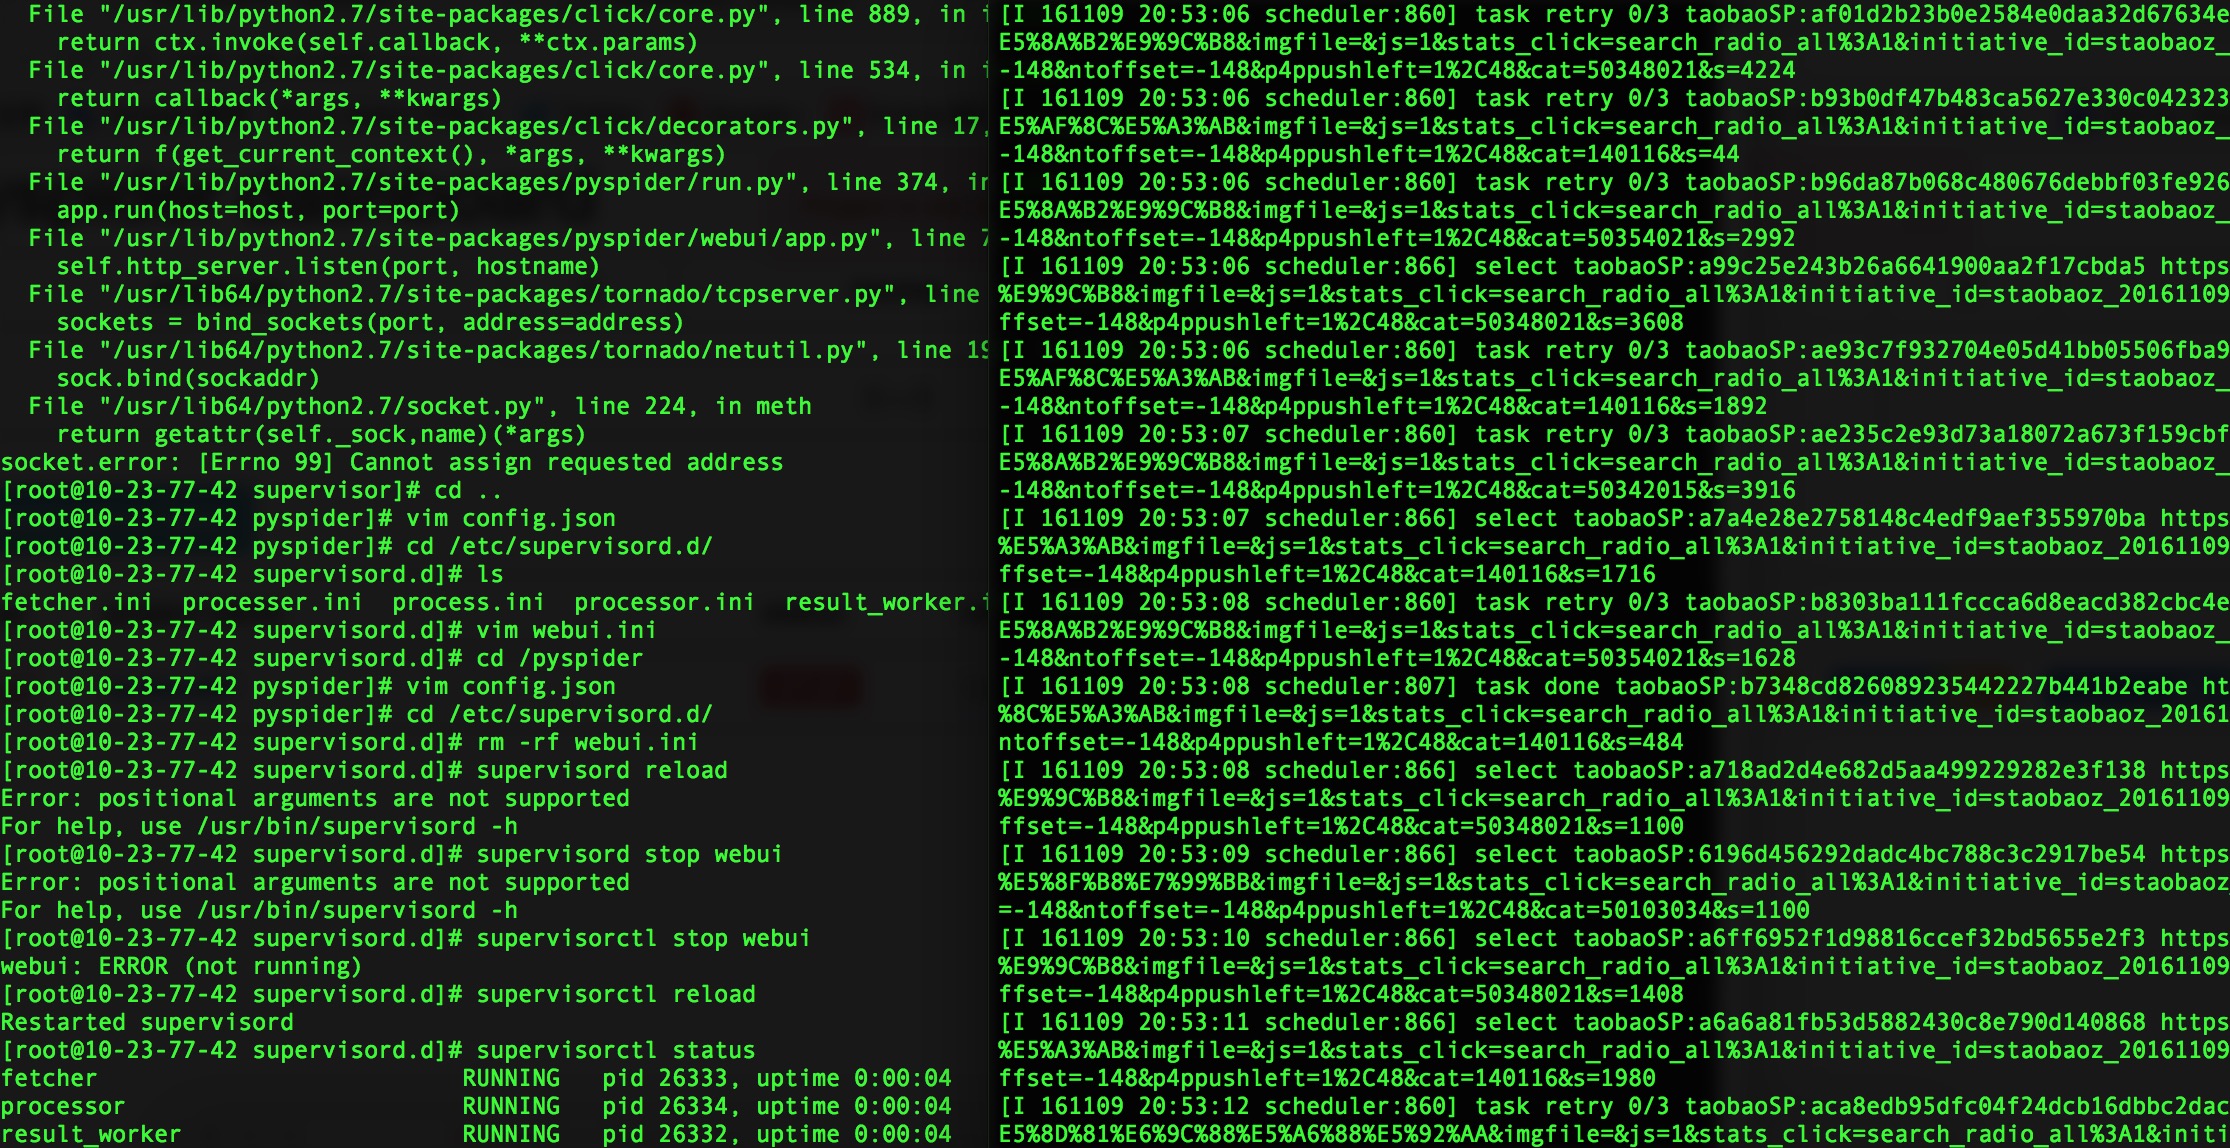 File "/usr/lib/python2.7/site-packages/click/core.py", line 889, in i
return ctx.invoke(self.callback, **ctx.params)
File "/usr/lib/python2.7/site-packages/click/core.py", line 534, in i
return callback(*args, **kwargs)
File "/usr/lib/python2.7/site-packages/click/decorators.py", line 17,
return f(get_current_context(), *args, **kwargs)
File "/usr/lib/python2.7/site-packages/pyspider/run.py", line 374, in
app.run(host=host, port=port)
File "/usr/lib/python2.7/site-packages/pyspider/webui/app.py", line 7
self.http_server.listen(port, hostname)
File "/usr/lib64/python2.7/site-packages/tornado/tcpserver.py", line
sockets = bind_sockets(port, address=address)
File "/usr/lib64/python2.7/site-packages/tornado/netutil.py", line 19
sock.bind(sockaddr)
File "/usr/lib64/python2.7/socket.py", line 224, in meth
return getattr(self._sock,name)(*args)
socket.error: [Errno 99] Cannot assign requested address
[root@10-23-77-42 supervisor]# cd ..
[root@10-23-77-42 pyspider]# vim config.json
[root@10-23-77-42 pyspider]# cd /etc/supervisord.d/
[root@10-23-77-42 supervisord.d]# ls
fetcher.ini  processer.ini  process.ini  processor.ini  result_worker.i
[root@10-23-77-42 supervisord.d]# vim webui.ini
[root@10-23-77-42 supervisord.d]# cd /pyspider
[root@10-23-77-42 pyspider]# vim config.json
[root@10-23-77-42 pyspider]# cd /etc/supervisord.d/
[root@10-23-77-42 supervisord.d]# rm -rf webui.ini
[root@10-23-77-42 supervisord.d]# supervisord reload
Error: positional arguments are not supported
For help, use /usr/bin/supervisord -h
[root@10-23-77-42 supervisord.d]# supervisord stop webui
Error: positional arguments are not supported
For help, use /usr/bin/supervisord -h
[root@10-23-77-42 supervisord.d]# supervisorctl stop webui
webui: ERROR (not running)
[root@10-23-77-42 supervisord.d]# supervisorctl reload
Restarted supervisord
[root@10-23-77-42 supervisord.d]# supervisorctl status
fetcher                          RUNNING   pid 26333, uptime 0:00:04
processor                        RUNNING   pid 26334, uptime 0:00:04
result_worker                    RUNNING   pid 26332, uptime 0:00:04
[I 161109 20:53:06 scheduler:860] task retry 0/3 taobaoSP:af01d2b23b0e2584e0daa32d67634e
E5%8A%B2%E9%9C%B8&imgfile=&js=1&stats_click=search_radio_all%3A1&initiative_id=staobaoz_
-148&ntoffset=-148&p4ppushleft=1%2C48&cat=50348021&s=4224
[I 161109 20:53:06 scheduler:860] task retry 0/3 taobaoSP:b93b0df47b483ca5627e330c042323
E5%AF%8C%E5%A3%AB&imgfile=&js=1&stats_click=search_radio_all%3A1&initiative_id=staobaoz_
-148&ntoffset=-148&p4ppushleft=1%2C48&cat=140116&s=44
[I 161109 20:53:06 scheduler:860] task retry 0/3 taobaoSP:b96da87b068c480676debbf03fe926
E5%8A%B2%E9%9C%B8&imgfile=&js=1&stats_click=search_radio_all%3A1&initiative_id=staobaoz_
-148&ntoffset=-148&p4ppushleft=1%2C48&cat=50354021&s=2992
[I 161109 20:53:06 scheduler:866] select taobaoSP:a99c25e243b26a6641900aa2f17cbda5 https
%E9%9C%B8&imgfile=&js=1&stats_click=search_radio_all%3A1&initiative_id=staobaoz_20161109
ffset=-148&p4ppushleft=1%2C48&cat=50348021&s=3608
[I 161109 20:53:06 scheduler:860] task retry 0/3 taobaoSP:ae93c7f932704e05d41bb05506fba9
E5%AF%8C%E5%A3%AB&imgfile=&js=1&stats_click=search_radio_all%3A1&initiative_id=staobaoz_
-148&ntoffset=-148&p4ppushleft=1%2C48&cat=140116&s=1892
[I 161109 20:53:07 scheduler:860] task retry 0/3 taobaoSP:ae235c2e93d73a18072a673f159cbf
E5%8A%B2%E9%9C%B8&imgfile=&js=1&stats_click=search_radio_all%3A1&initiative_id=staobaoz_
-148&ntoffset=-148&p4ppushleft=1%2C48&cat=50342015&s=3916
[I 161109 20:53:07 scheduler:866] select taobaoSP:a7a4e28e2758148c4edf9aef355970ba https
%E5%A3%AB&imgfile=&js=1&stats_click=search_radio_all%3A1&initiative_id=staobaoz_20161109
ffset=-148&p4ppushleft=1%2C48&cat=140116&s=1716
[I 161109 20:53:08 scheduler:860] task retry 0/3 taobaoSP:b8303ba111fccca6d8eacd382cbc4e
E5%8A%B2%E9%9C%B8&imgfile=&js=1&stats_click=search_radio_all%3A1&initiative_id=staobaoz_
-148&ntoffset=-148&p4ppushleft=1%2C48&cat=50354021&s=1628
[I 161109 20:53:08 scheduler:807] task done taobaoSP:b7348cd826089235442227b441b2eabe ht
%8C%E5%A3%AB&imgfile=&js=1&stats_click=search_radio_all%3A1&initiative_id=staobaoz_20161
ntoffset=-148&p4ppushleft=1%2C48&cat=140116&s=484
[I 161109 20:53:08 scheduler:866] select taobaoSP:a718ad2d4e682d5aa499229282e3f138 https
%E9%9C%B8&imgfile=&js=1&stats_click=search_radio_all%3A1&initiative_id=staobaoz_20161109
ffset=-148&p4ppushleft=1%2C48&cat=50348021&s=1100
[I 161109 20:53:09 scheduler:866] select taobaoSP:6196d456292dadc4bc788c3c2917be54 https
%E5%8F%B8%E7%99%BB&imgfile=&js=1&stats_click=search_radio_all%3A1&initiative_id=staobaoz
=-148&ntoffset=-148&p4ppushleft=1%2C48&cat=50103034&s=1100
[I 161109 20:53:10 scheduler:866] select taobaoSP:a6ff6952f1d98816ccef32bd5655e2f3 https
%E9%9C%B8&imgfile=&js=1&stats_click=search_radio_all%3A1&initiative_id=staobaoz_20161109
ffset=-148&p4ppushleft=1%2C48&cat=50348021&s=1408
[I 161109 20:53:11 scheduler:866] select taobaoSP:a6a6a81fb53d5882430c8e790d140868 https
%E5%A3%AB&imgfile=&js=1&stats_click=search_radio_all%3A1&initiative_id=staobaoz_20161109
ffset=-148&p4ppushleft=1%2C48&cat=140116&s=1980
[I 161109 20:53:12 scheduler:860] task retry 0/3 taobaoSP:aca8edb95dfc04f24dcb16dbbc2dac
E5%8D%81%E6%9C%88%E5%A6%88%E5%92%AA&imgfile=&js=1&stats_click=search_radio_all%3A1&initi